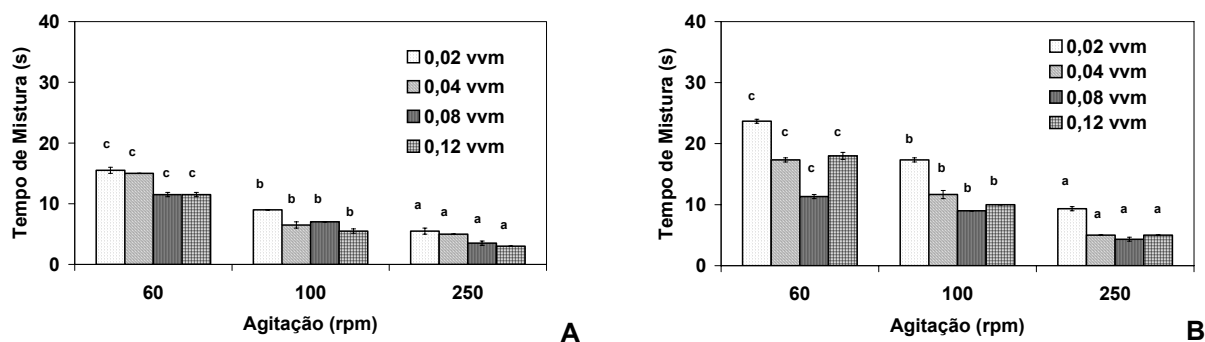 40
30
20
10
0
Tempo de Mistura (s)
0,02 vvm
0,04 vvm
0,08 vvm
0,12 vvm
c c c c
b b b b
a a a a
60 100 250
Agitação (rpm)
A
40
30
20
10
0
Tempo de Mistura (s)
0,02 vvm
0,04 vvm
0,08 vvm
0,12 vvm
c c c c
b b b b
a a a a
60 100 250
Agitação (rpm)
B